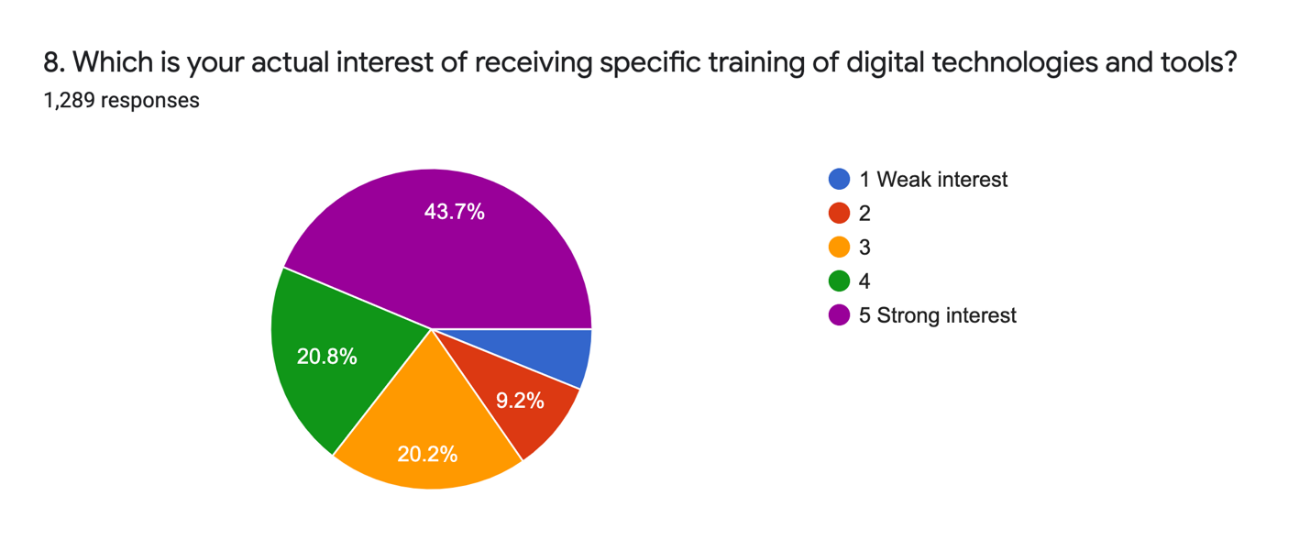 8. Which is your actual interest of receiving specific training of digital technologies and tools?
1,289 responses
43.7%
20.8%
20.2%
9.2%
1 Weak interest
2
3
4
5 Strong interest